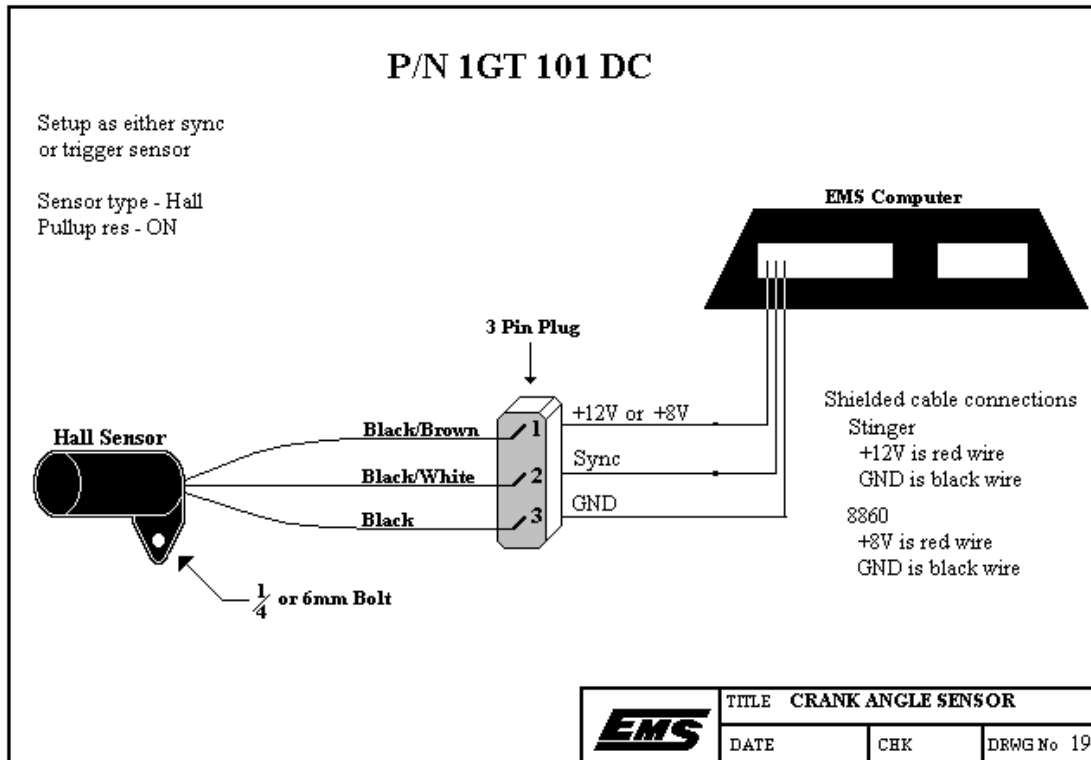 P/N 1GT 101 DC
Setup as either sync
or trigger sensor
Sensor type - Hall
Pullup res - ON
EMS Computer
3 Pin Plug
Hall Sensor
Black/Brown
1
+12V or +8V
Black/White
2
Sync
Black
3
GND
1/4 or 6mm Bolt
Shielded cable connections
Stinger
+12V is red wire
GND is black wire
8860
+8V is red wire
GND is black wire
EMS
TITLE CRANK ANGLE SENSOR
DATE
CHK
DRWG No 19